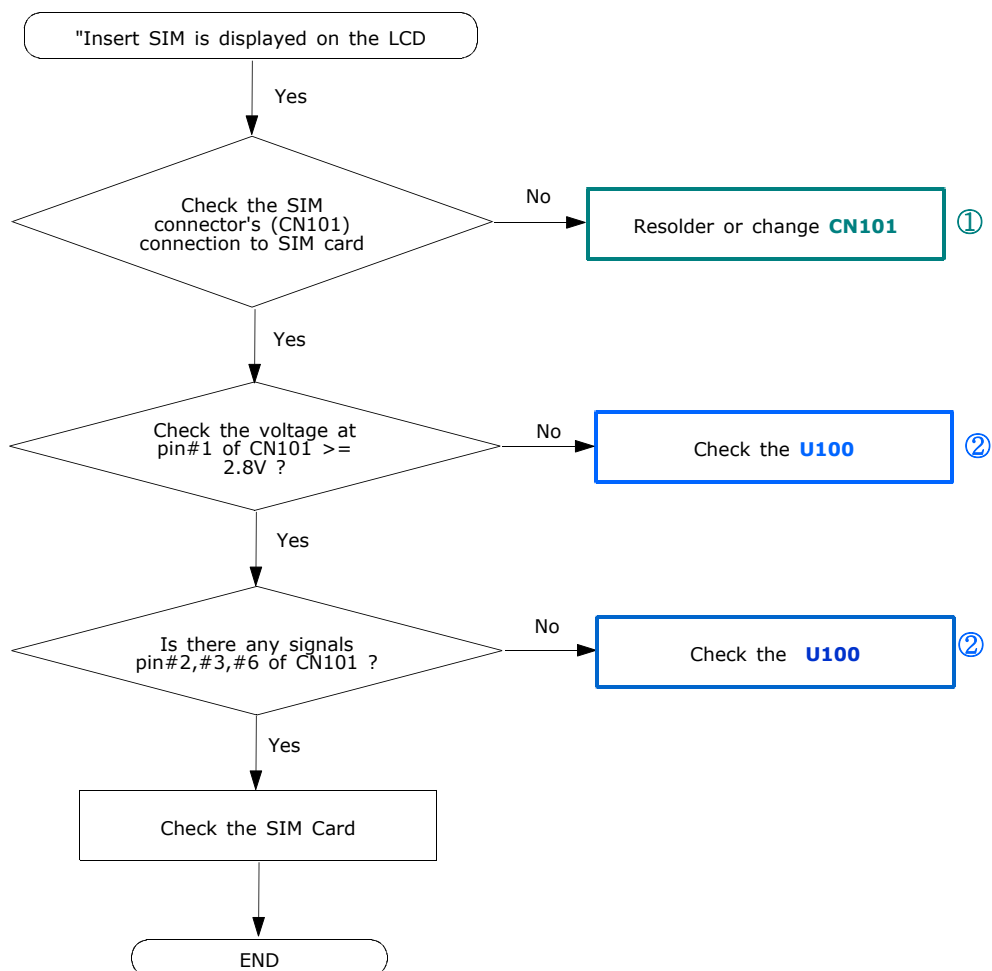 "Insert SIM is displayed on the LCD
Yes
Check the SIM
connector's (CN101)
connection to SIM card
No
Resolder or change CN101
①
Yes
Check the voltage at
pin#1 of CN101 >=
2.8V ?
No
Check the U100
②
Yes
Is there any signals
pin#2,#3,#6 of CN101 ?
No
Check the U100
②
Yes
Check the SIM Card
END